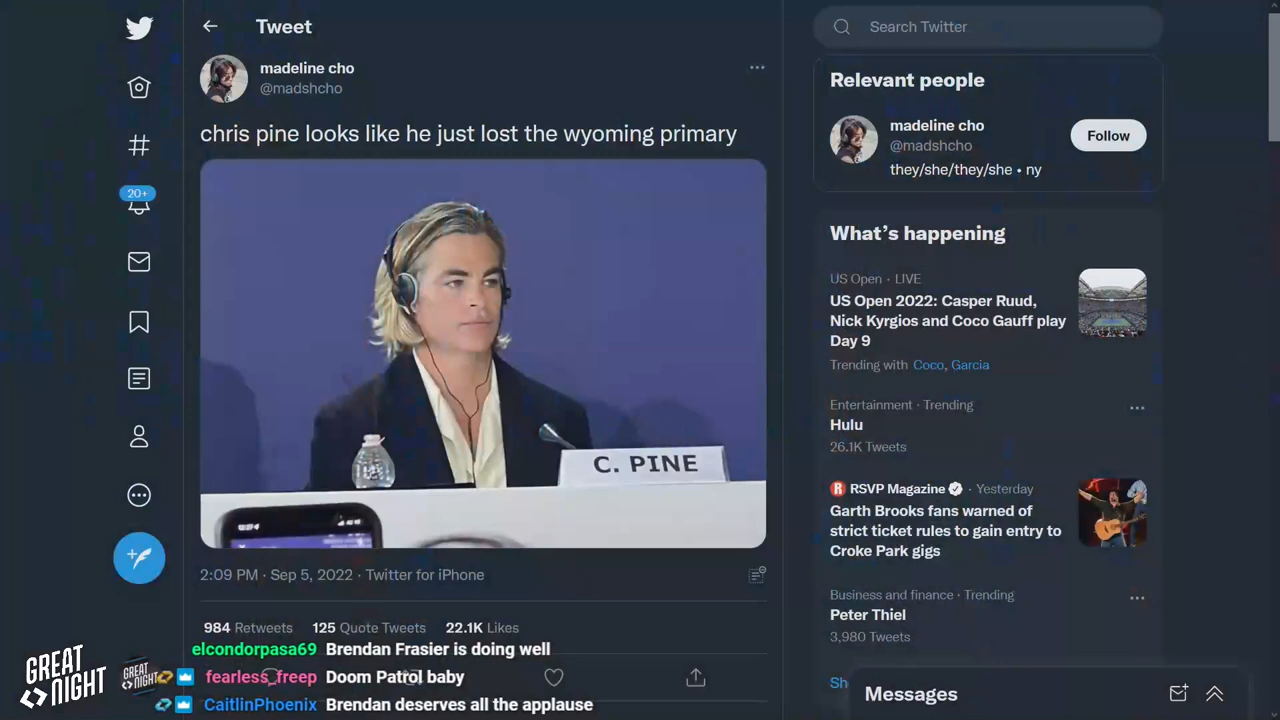 Tweet
madeline cho
@madshcho
chris pine looks like he just lost the wyoming primary
C. PINE
2:09 PM · Sep 5, 2022 · Twitter for iPhone
984 Retweets 125 Quote Tweets 22.1K Likes
20+
Search Twitter
Relevant people
madeline cho
@madshcho
Follow
they/she/they/she • ny
What's happening
US Open · LIVE
US Open 2022: Casper Ruud,
Nick Kyrgios and Coco Gauff play
Day 9
Trending with Coco, Garcia
Entertainment · Trending
Hulu
26.1K Tweets
R RSVP Magazine · Yesterday
Garth Brooks fans warned of
strict ticket rules to gain entry to
Croke Park gigs
Business and finance · Trending
Peter Thiel
3,980 Tweets
Sh
Messages
GREAT
NIGHT
elcondorpasa69 Brendan Frasier is doing well
GREAT
NIGHT
fearless_freep Doom Patrol baby
CaitlinPhoenix Brendan deserves all the applause